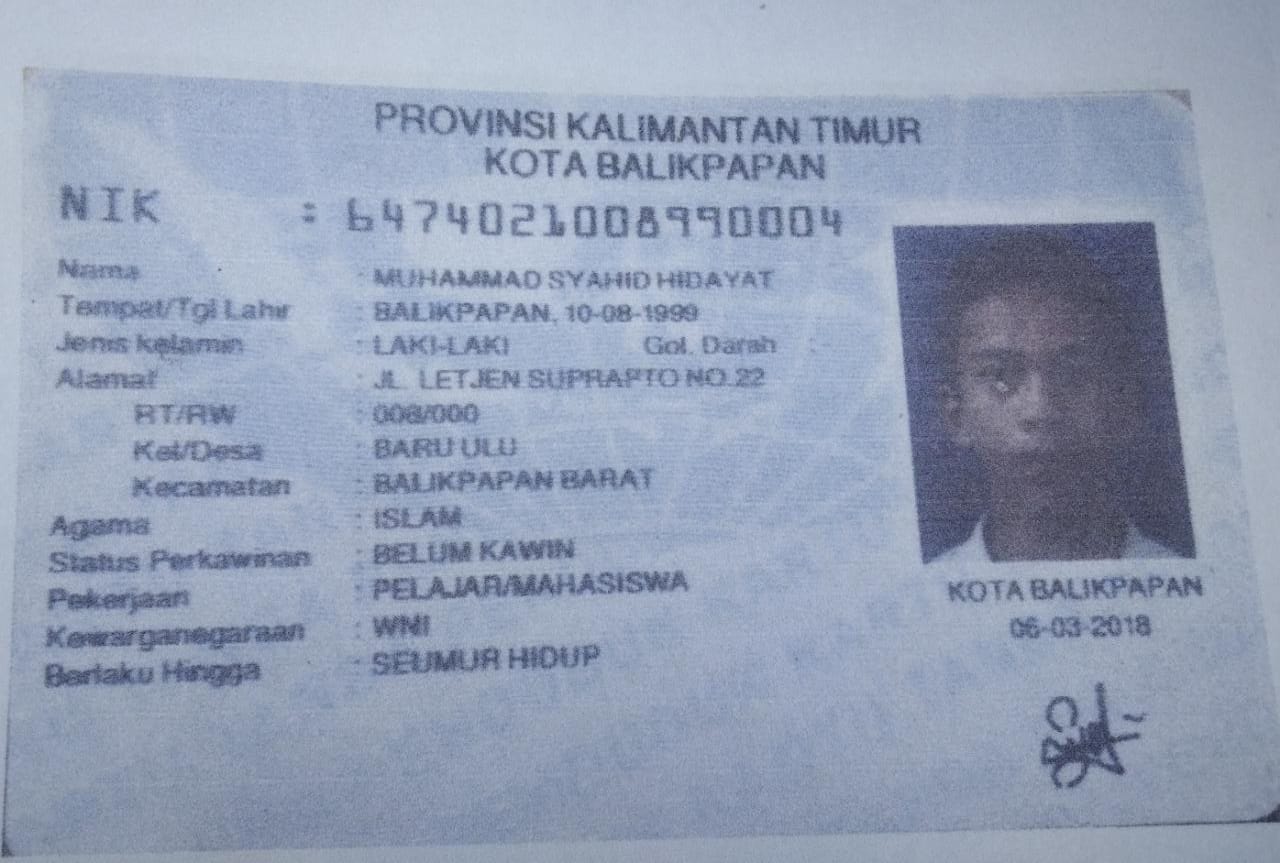 PROVINSI KALIMANTAN TIMUR
KOTA BALIKPAPAN
NIK : 6474021008990004
Nama : MUHAMMAD SYAHID HIDAYAT
Tempat/Tgl Lahir : BALIKPAPAN, 10-08-1999
Jenis kelamin : LAKI-LAKI Gol. Darah : -
Alamat : JL. LETJEN SUPRAPTO NO.22
RT/RW : 008/000
Kel/Desa : BARU ULU
Kecamatan : BALIKPAPAN BARAT
Agama : ISLAM
Status Perkawinan : BELUM KAWIN
Pekerjaan : PELAJAR/MAHASISWA
Kewarganegaraan : WNI
Berlaku Hingga : SEUMUR HIDUP
KOTA BALIKPAPAN
06-03-2018